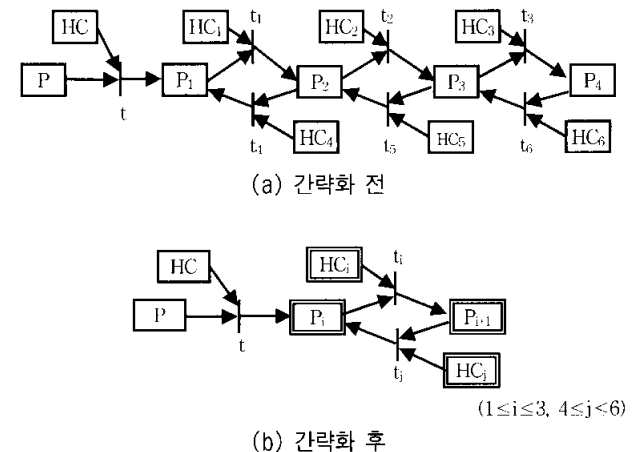 HC HC₁ t₁ HC₂ t₂ HC₃ t₃
P t P₁ P₂ P₃ P₄
t₄ HC₄ t₅ HC₅ t₆ HC₆
(a) 간략화 전
HC HCᵢ tᵢ
P t Pᵢ Pᵢ₊₁
tⱼ HCⱼ
(1≤i≤3, 4≤j<6)
(b) 간략화 후